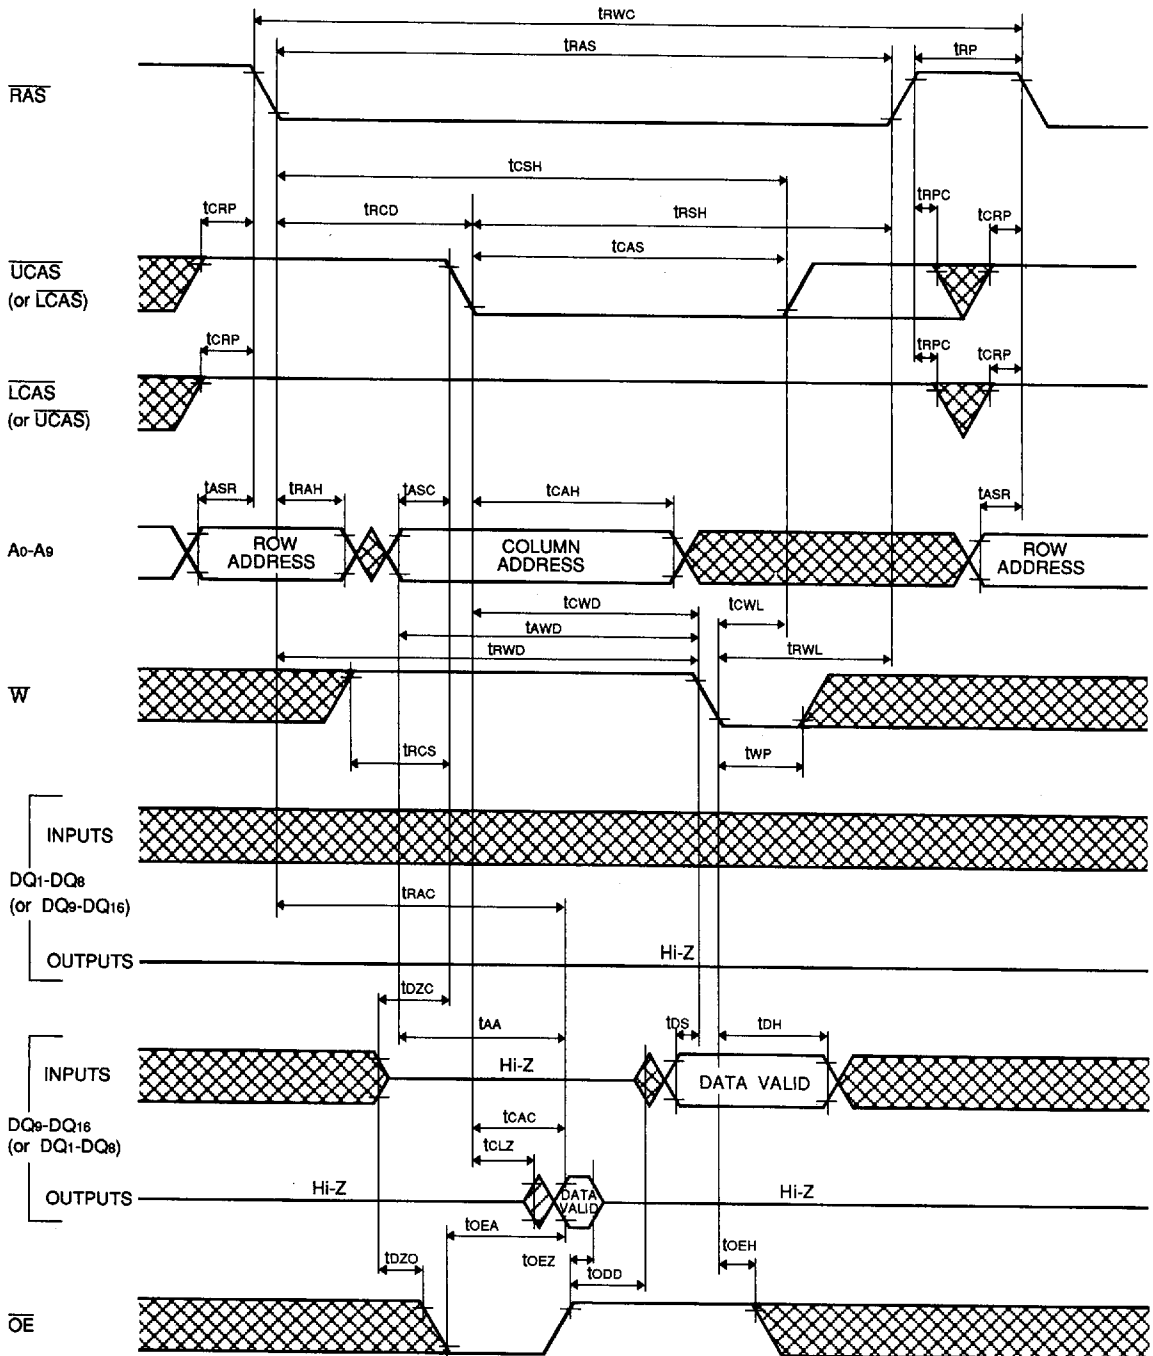 tRWC
tRAS
tRP
RAS
tCSH
tCRP
tRCD
tRSH
tRPC
tCRP
tCAS
UCAS
(or LCAS)
tCRP
tRPC
tCRP
LCAS
(or UCAS)
tASR
tRAH
tASC
tCAH
tASR
A0-A9
ROW
ADDRESS
COLUMN
ADDRESS
ROW
ADDRESS
tCWD
tCWL
tAWD
tRWD
tRWL
W
tRCS
tWP
INPUTS
DQ1-DQ8
(or DQ9-DQ16)
tRAC
OUTPUTS
Hi-Z
tDZC
tAA
tDS
tDH
INPUTS
Hi-Z
DATA VALID
DQ9-DQ16
(or DQ1-DQ8)
tCAC
tCLZ
OUTPUTS
Hi-Z
DATA
VALID
Hi-Z
tOEA
tDZO
tOEZ
tODD
tOEH
OE